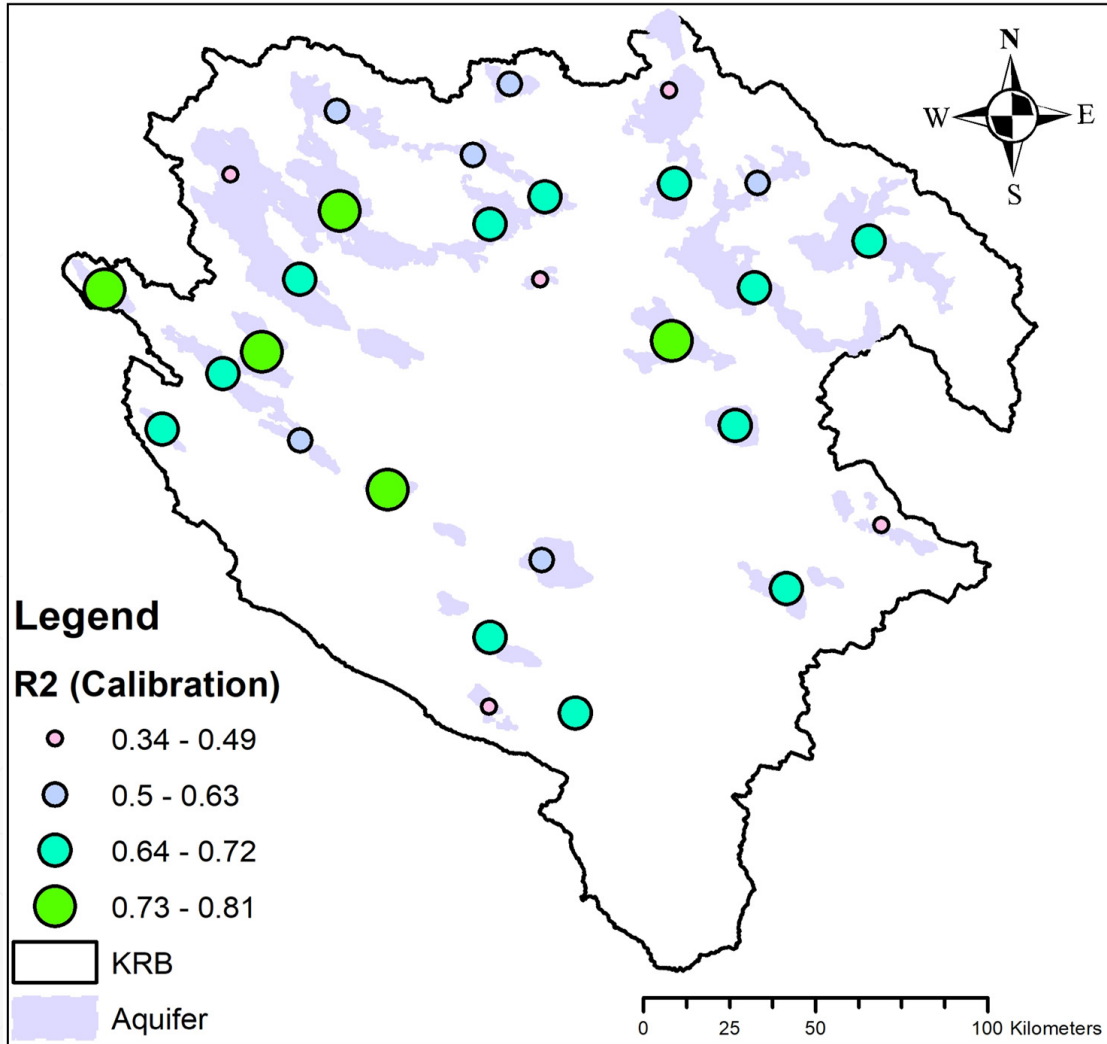 N
W E
S
Legend
R2 (Calibration)
0.34 - 0.49
0.5 - 0.63
0.64 - 0.72
0.73 - 0.81
KRB
Aquifer
0 25 50 100 Kilometers